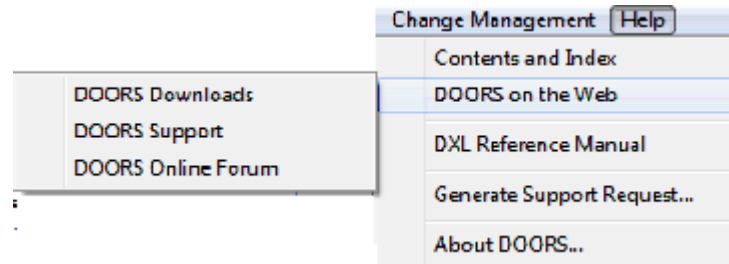 Change Management Help
Contents and Index
DOORS on the Web
DXL Reference Manual
Generate Support Request...
About DOORS...
DOORS Downloads
DOORS Support
DOORS Online Forum